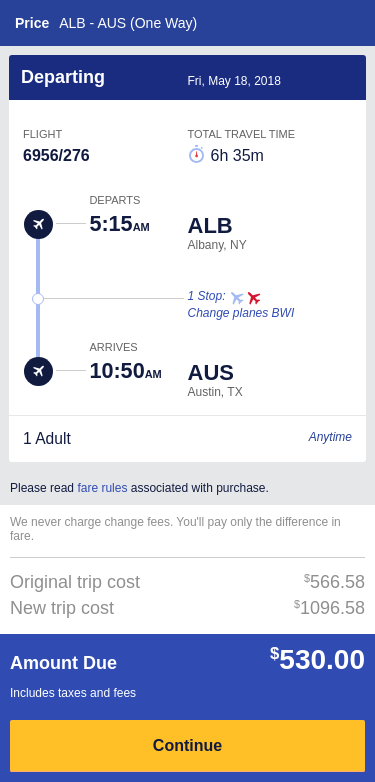 Price ALB - AUS (One Way)
Departing Fri, May 18, 2018
FLIGHT TOTAL TRAVEL TIME
6956/276 6h 35m
DEPARTS
5:15AM ALB
Albany, NY
1 Stop:
Change planes BWI
ARRIVES
10:50AM AUS
Austin, TX
1 Adult Anytime
Please read fare rules associated with purchase.
We never charge change fees. You'll pay only the difference in
fare.
Original trip cost $566.58
New trip cost $1096.58
Amount Due $530.00
Includes taxes and fees
Continue